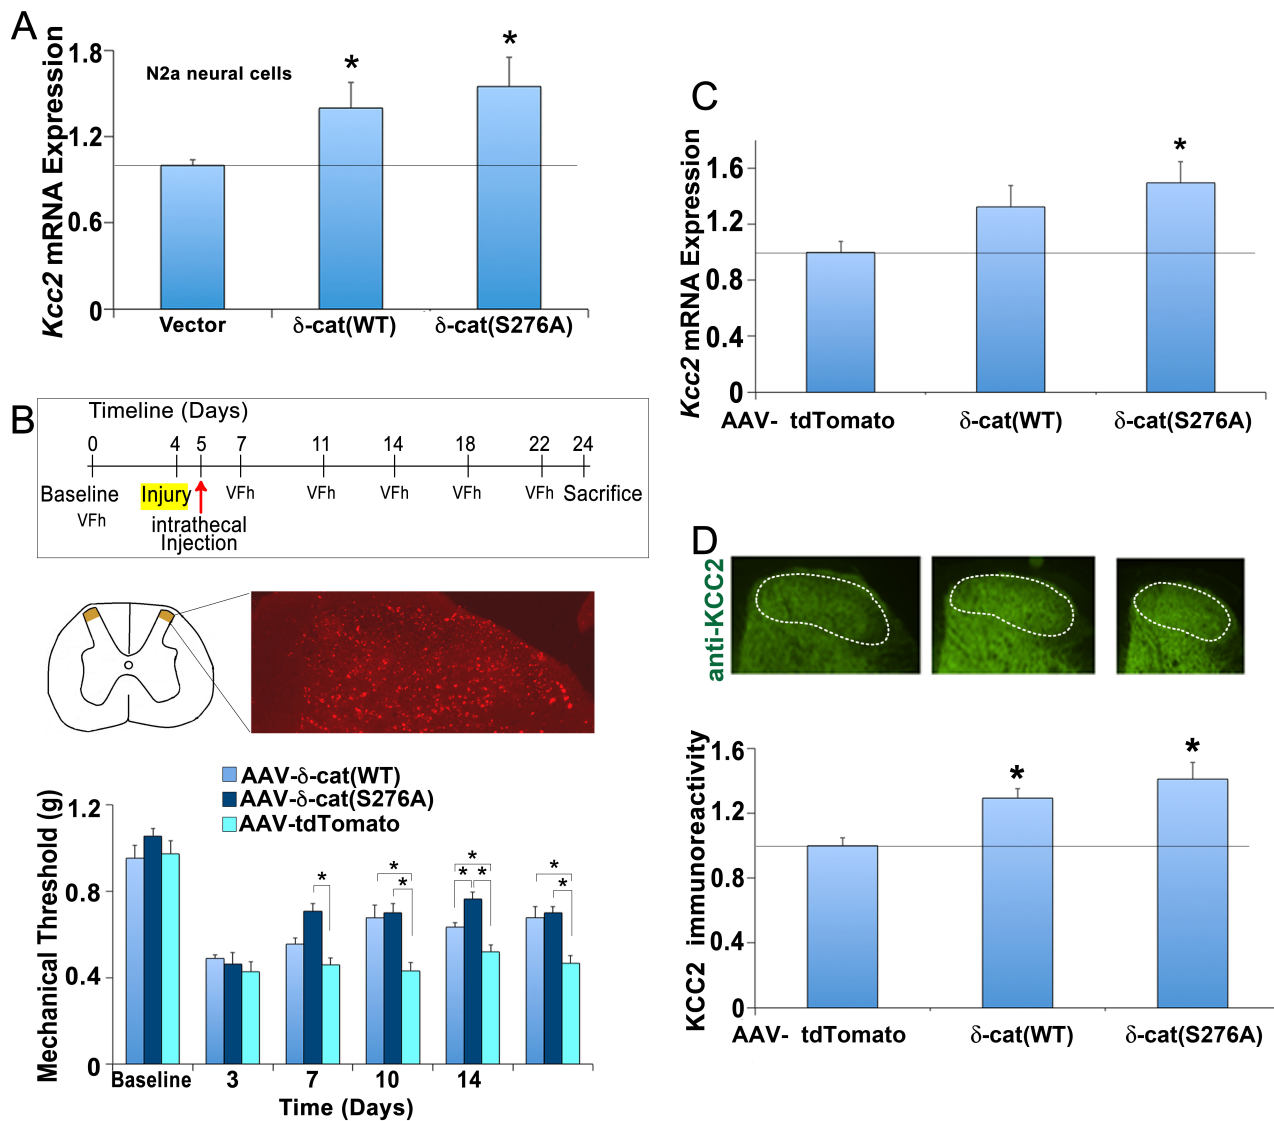 A
Kcc2 mRNA Expression
1.8
1.2
0.6
0
N2a neural cells
*
*
Vector
δ-cat(WT)
δ-cat(S276A)
B
Timeline (Days)
0 4 5 7 11 14 18 22 24
Baseline Injury VFh VFh VFh VFh VFh Sacrifice
VFh intrathecal
Injection
AAV-δ-cat(WT)
AAV-δ-cat(S276A)
AAV-tdTomato
Mechanical Threshold (g)
1.2
0.8
0.4
0
* * * * * * * *
Baseline 3 7 10 14
Time (Days)
C
Kcc2 mRNA Expression
1.6
1.2
0.8
0.4
0
*
AAV- tdTomato δ-cat(WT) δ-cat(S276A)
D
anti-KCC2
KCC2 immunoreactivity
1.6
1.2
0.8
0.4
0
*
*
AAV- tdTomato δ-cat(WT) δ-cat(S276A)